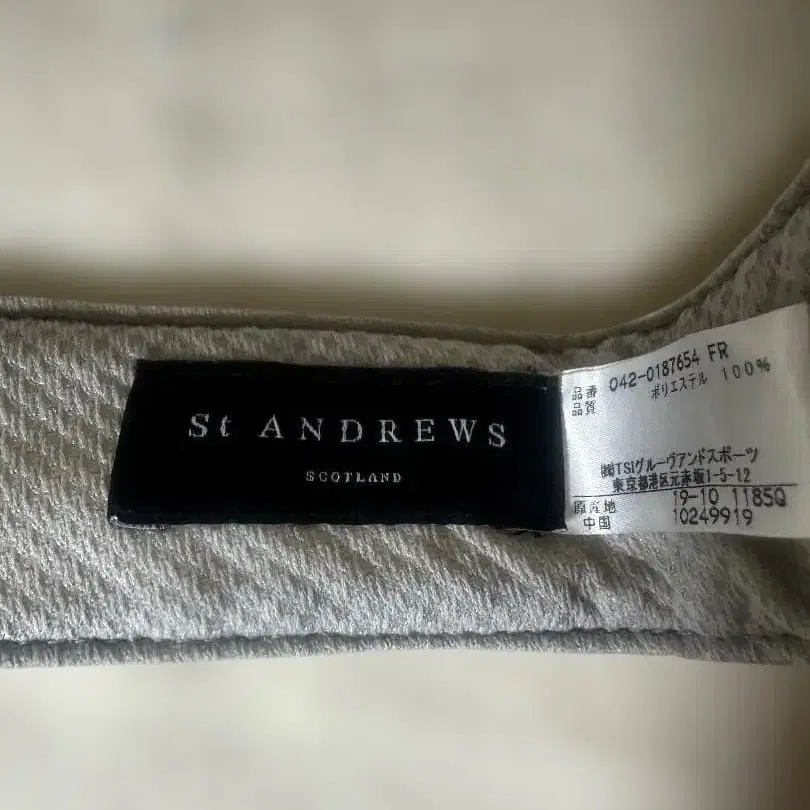 St ANDREWS
SCOTLAND
品番 042-0187654 FR
品質 ポリエステル 100%
㈱TSIグルーヴアンドスポーツ
東京都港区元赤坂1-5-12
原産地 19-10 1185Q
中国 10249919